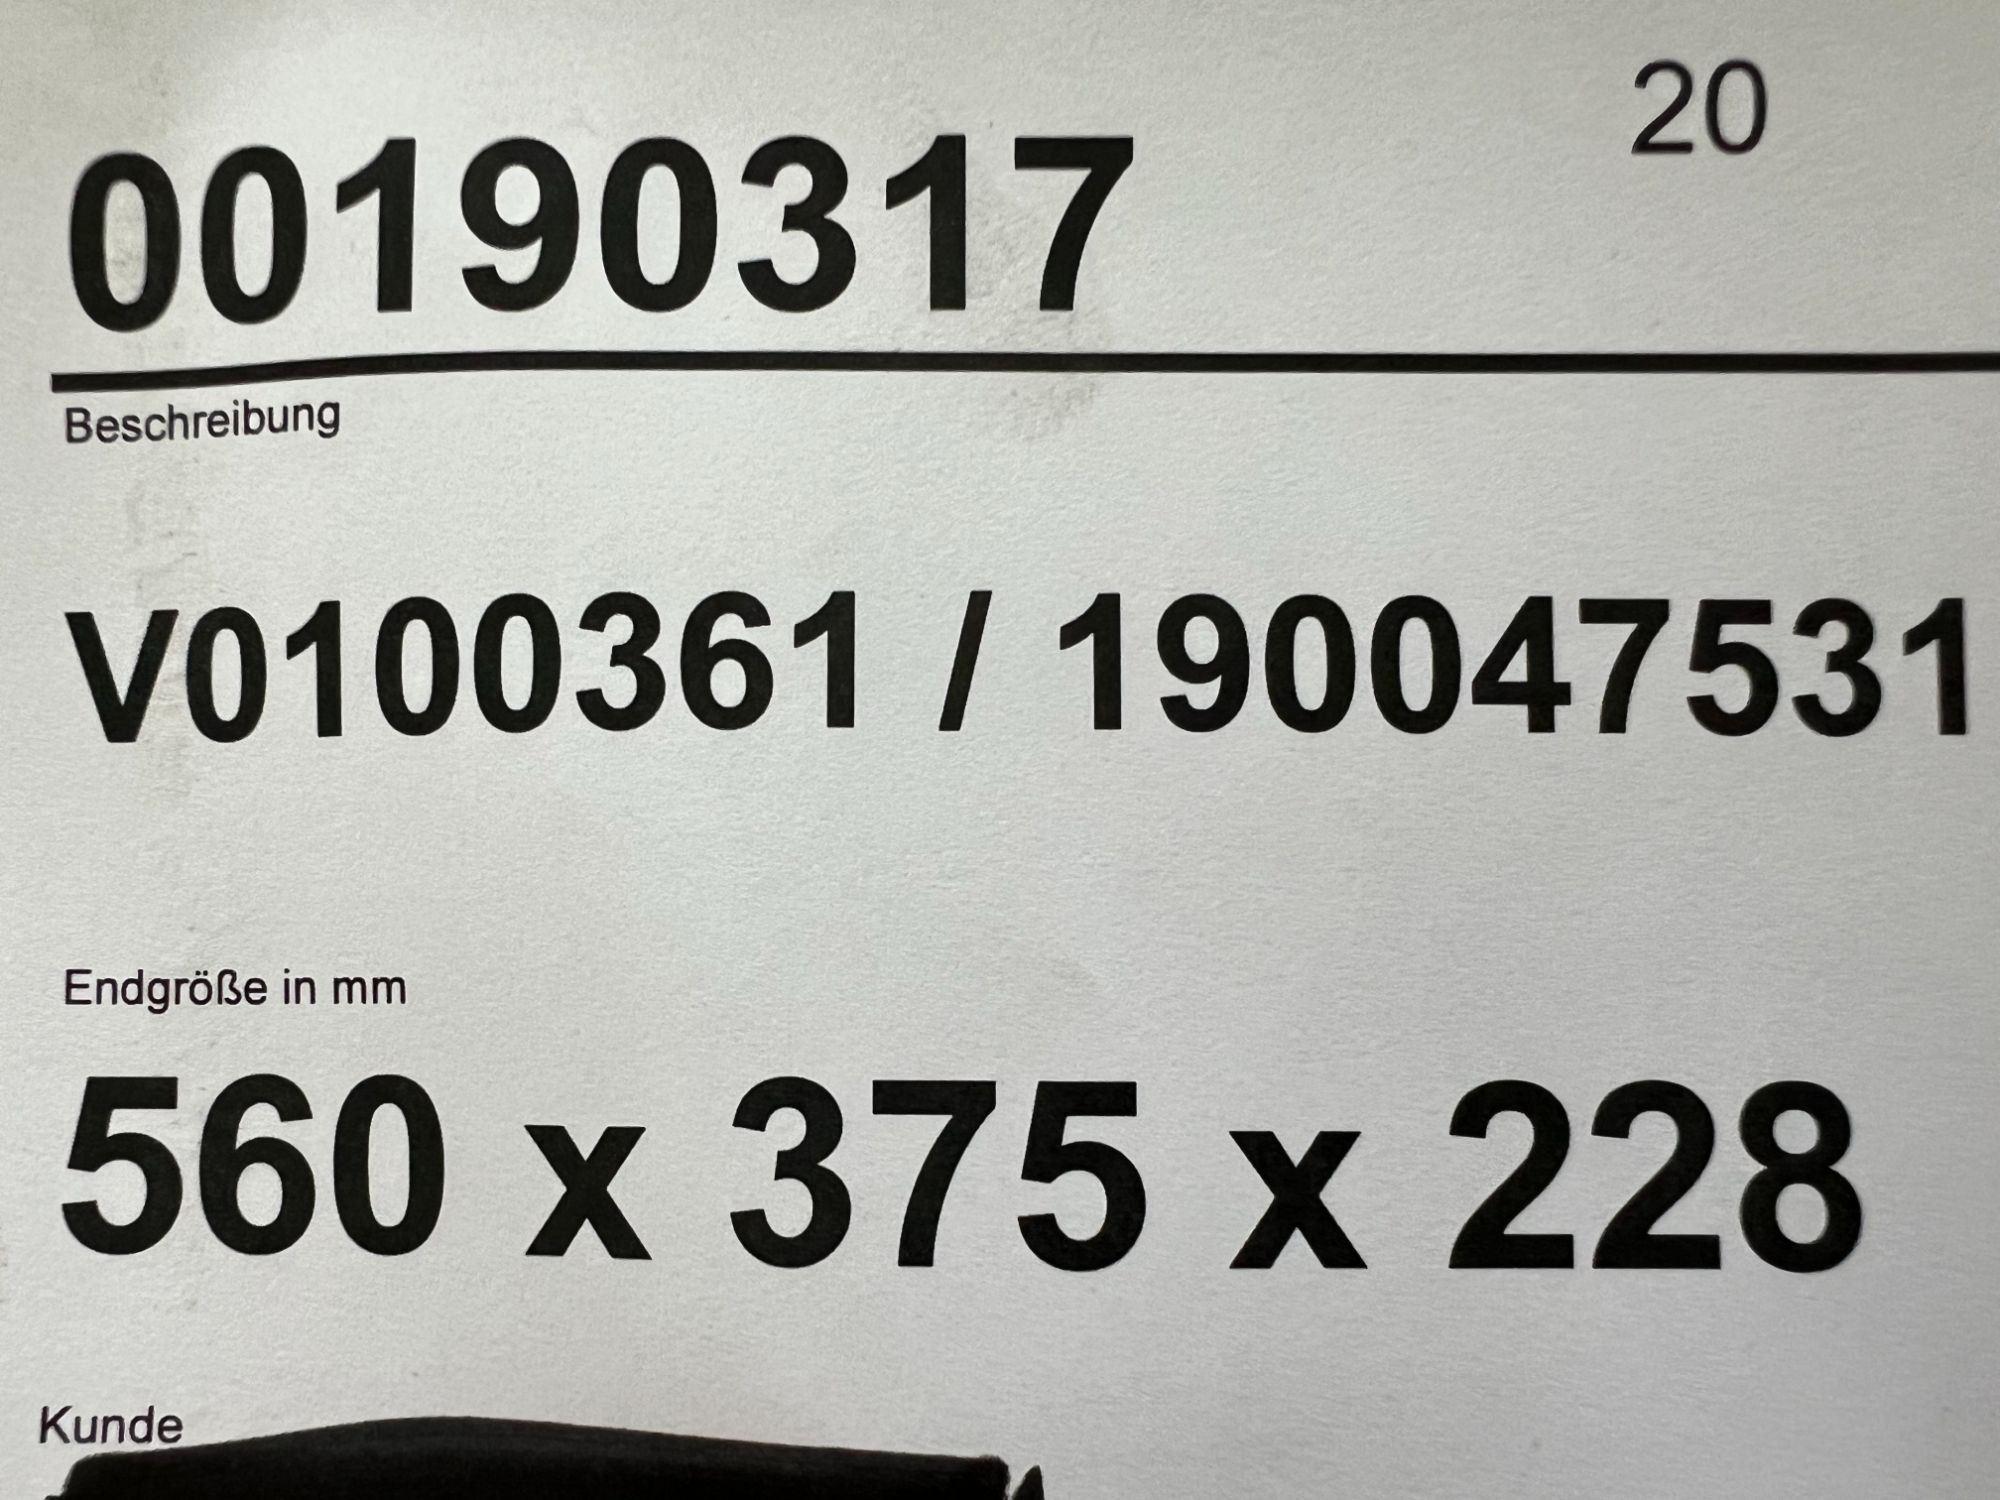 20
00190317
Beschreibung
V0100361 / 190047531
Endgröße in mm
560 x 375 x 228
Kunde